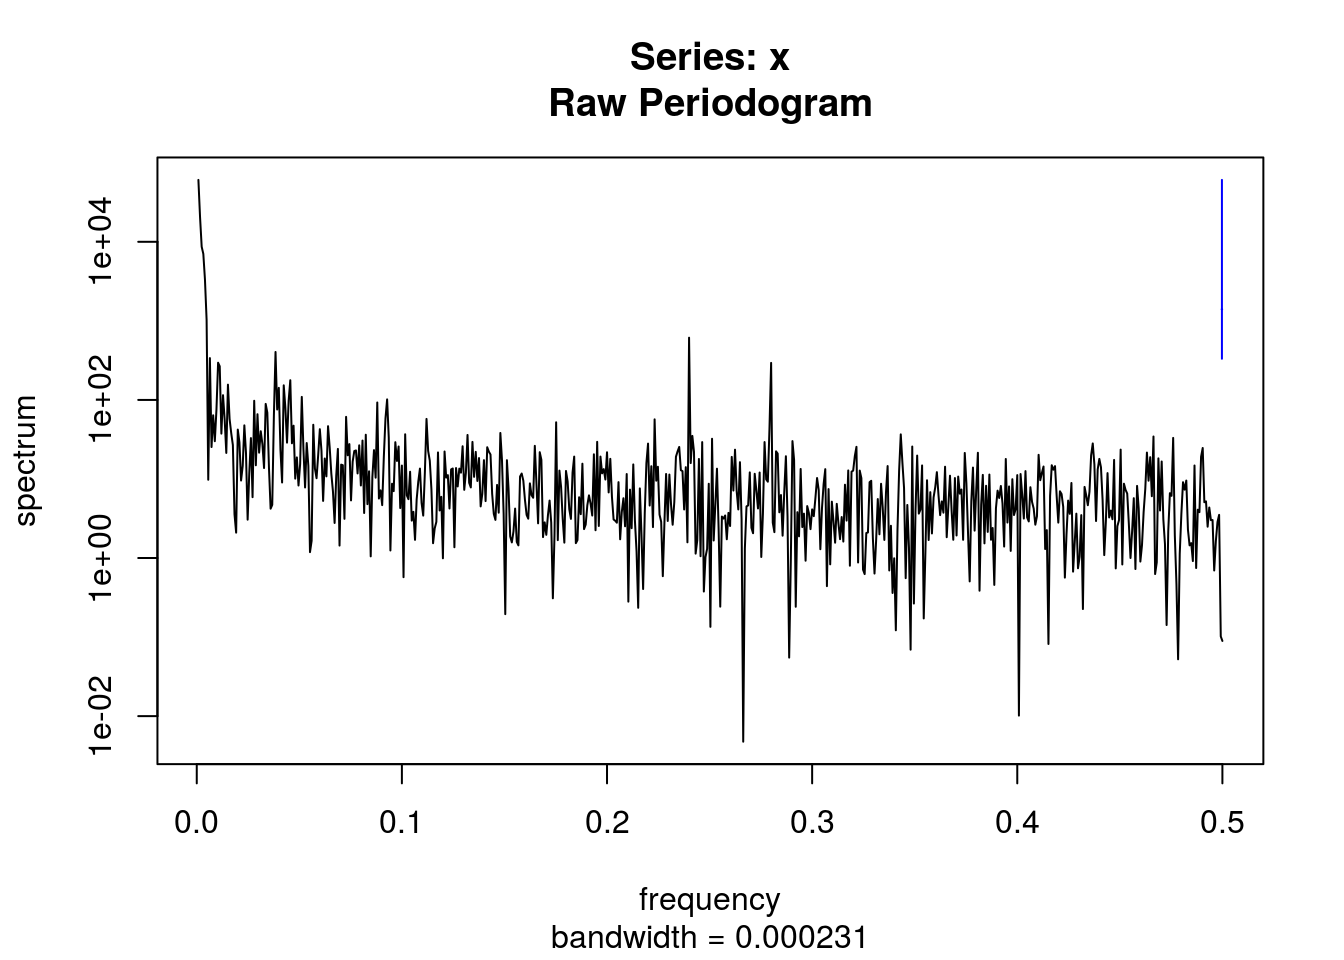 Series: x
Raw Periodogram
spectrum
1e+04
1e+02
1e+00
1e-02
0.0 0.1 0.2 0.3 0.4 0.5
frequency
bandwidth = 0.000231